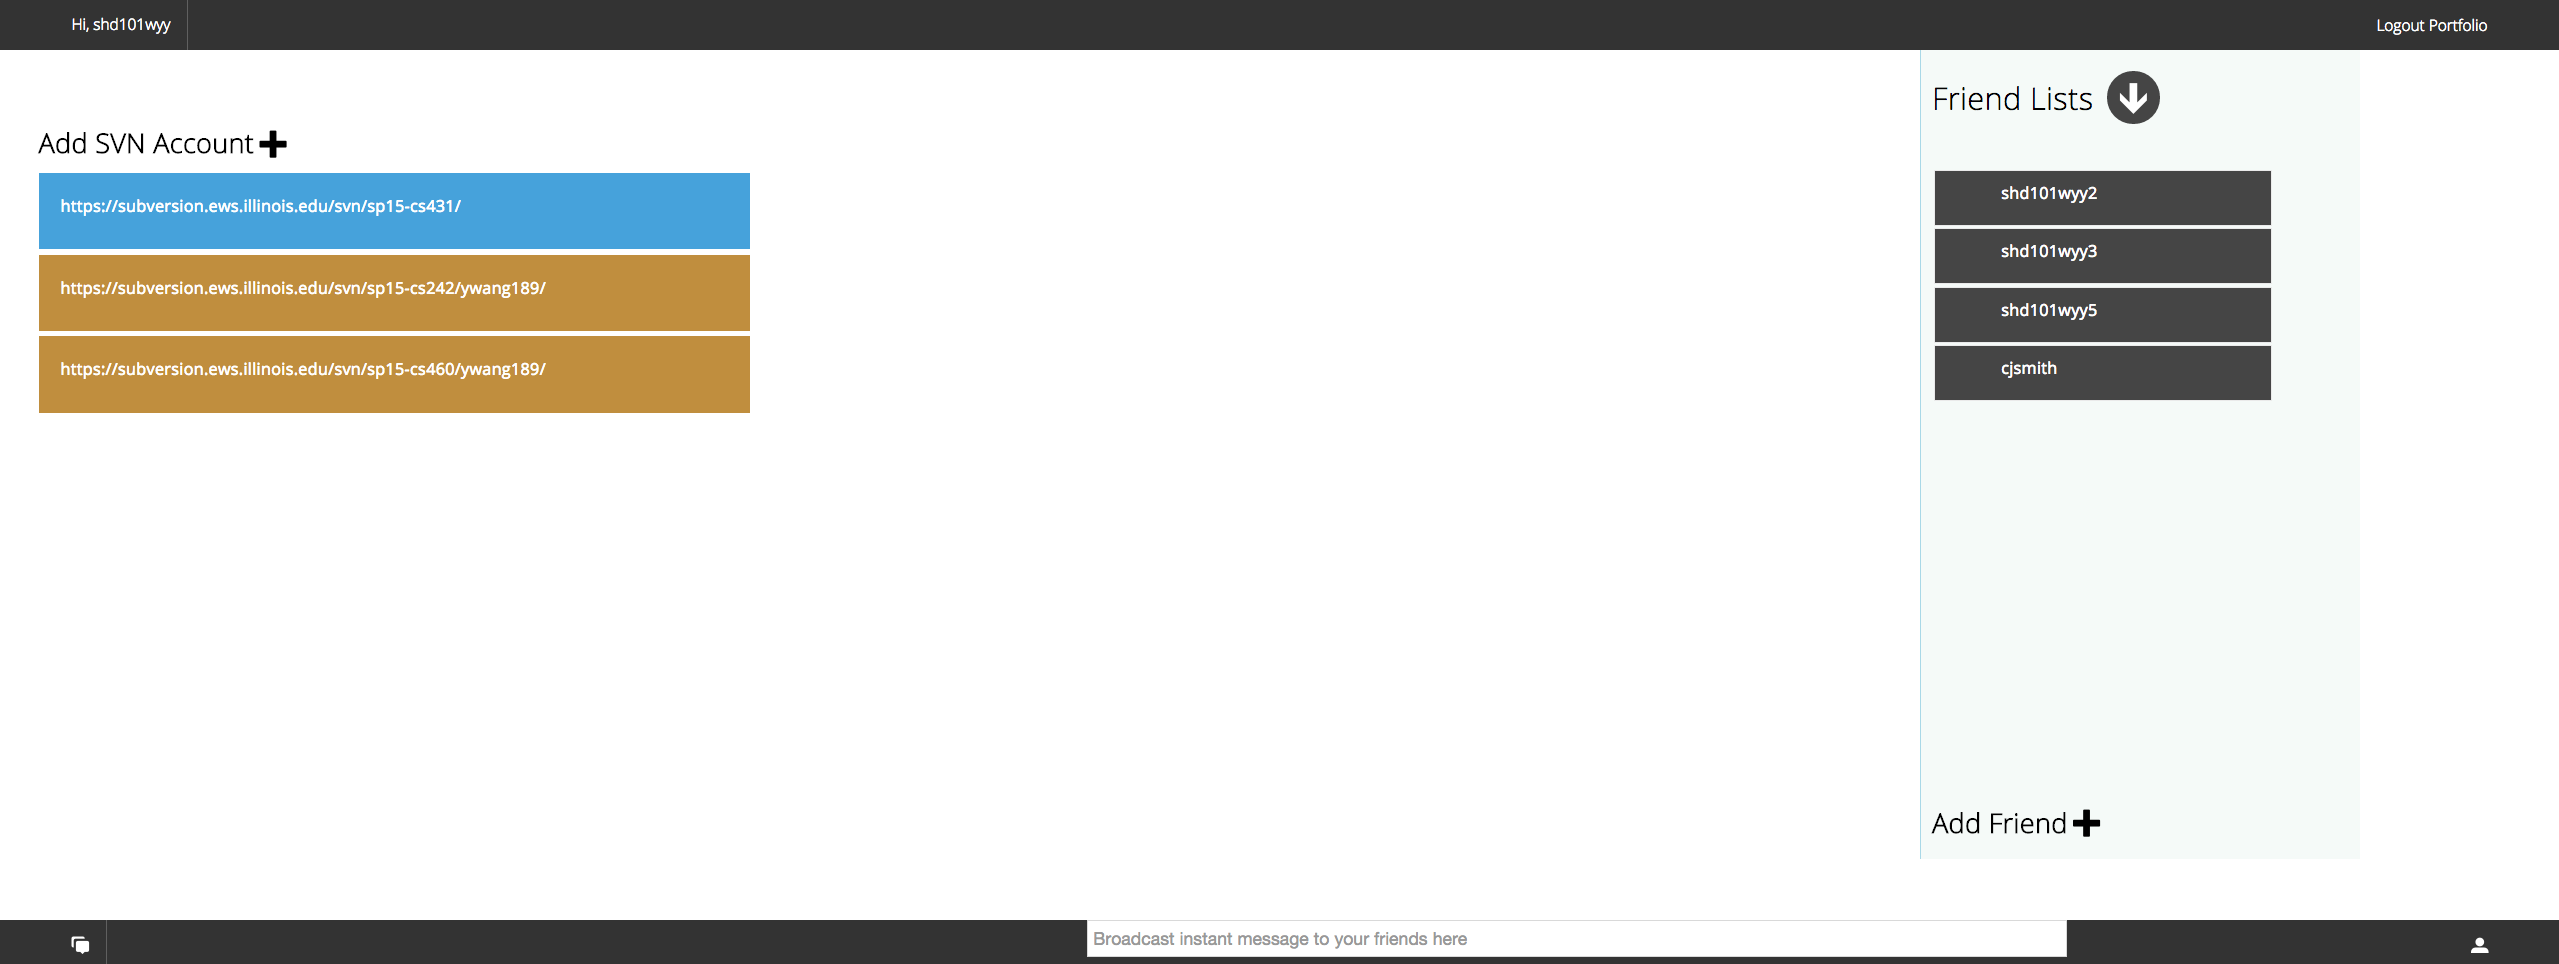 Hi, shd101wyy
Logout Portfolio
Add SVN Account
https://subversion.ews.illinois.edu/svn/sp15-cs431/
https://subversion.ews.illinois.edu/svn/sp15-cs242/ywang189/
https://subversion.ews.illinois.edu/svn/sp15-cs460/ywang189/
Friend Lists
shd101wyy2
shd101wyy3
shd101wyy5
cjsmith
Add Friend
Broadcast instant message to your friends here